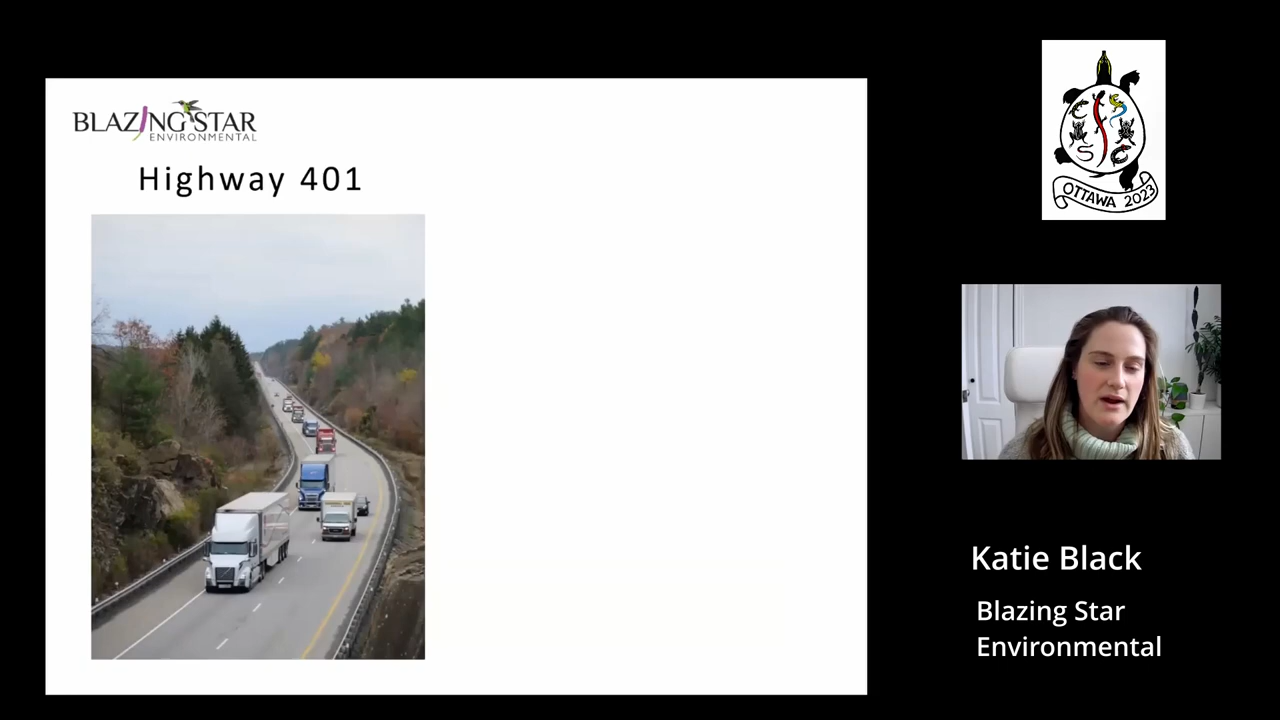 BLAZING STAR
ENVIRONMENTAL
Highway 401
C
S C
OTTAWA 2023
Katie Black
Blazing Star
Environmental